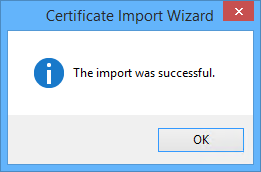 Certificate Import Wizard
The import was successful.
OK